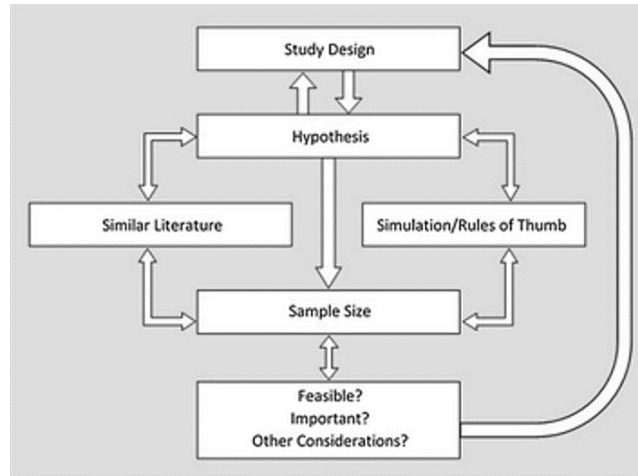 Study Design
Hypothesis
Similar Literature
Simulation/Rules of Thumb
Sample Size
Feasible?
Important?
Other Considerations?